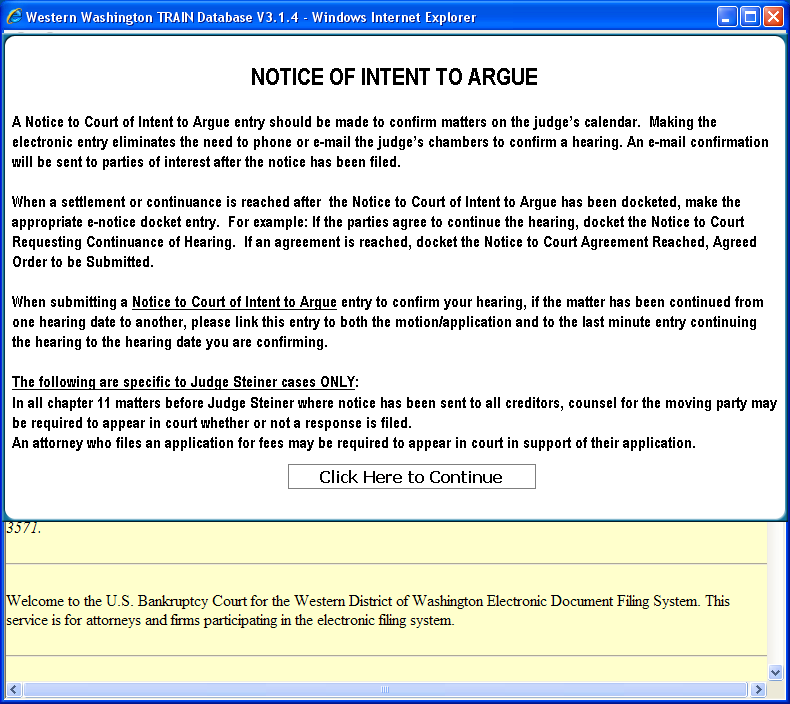 Western Washington TRAIN Database V3.1.4 - Windows Internet Explorer
NOTICE OF INTENT TO ARGUE
A Notice to Court of Intent to Argue entry should be made to confirm matters on the judge's calendar.  Making the
electronic entry eliminates the need to phone or e-mail the judge's chambers to confirm a hearing. An e-mail confirmation
will be sent to parties of interest after the notice has been filed.
When a settlement or continuance is reached after  the Notice to Court of Intent to Argue has been docketed, make the
appropriate e-notice docket entry.  For example: If the parties agree to continue the hearing, docket the Notice to Court
Requesting Continuance of Hearing.  If an agreement is reached, docket the Notice to Court Agreement Reached, Agreed
Order to be Submitted.
When submitting a Notice to Court of Intent to Argue entry to confirm your hearing, if the matter has been continued from
one hearing date to another, please link this entry to both the motion/application and to the last minute entry continuing
the hearing to the hearing date you are confirming.
The following are specific to Judge Steiner cases ONLY:
In all chapter 11 matters before Judge Steiner where notice has been sent to all creditors, counsel for the moving party may
be required to appear in court whether or not a response is filed.
An attorney who files an application for fees may be required to appear in court in support of their application.
Click Here to Continue
3571.
Welcome to the U.S. Bankruptcy Court for the Western District of Washington Electronic Document Filing System. This
service is for attorneys and firms participating in the electronic filing system.